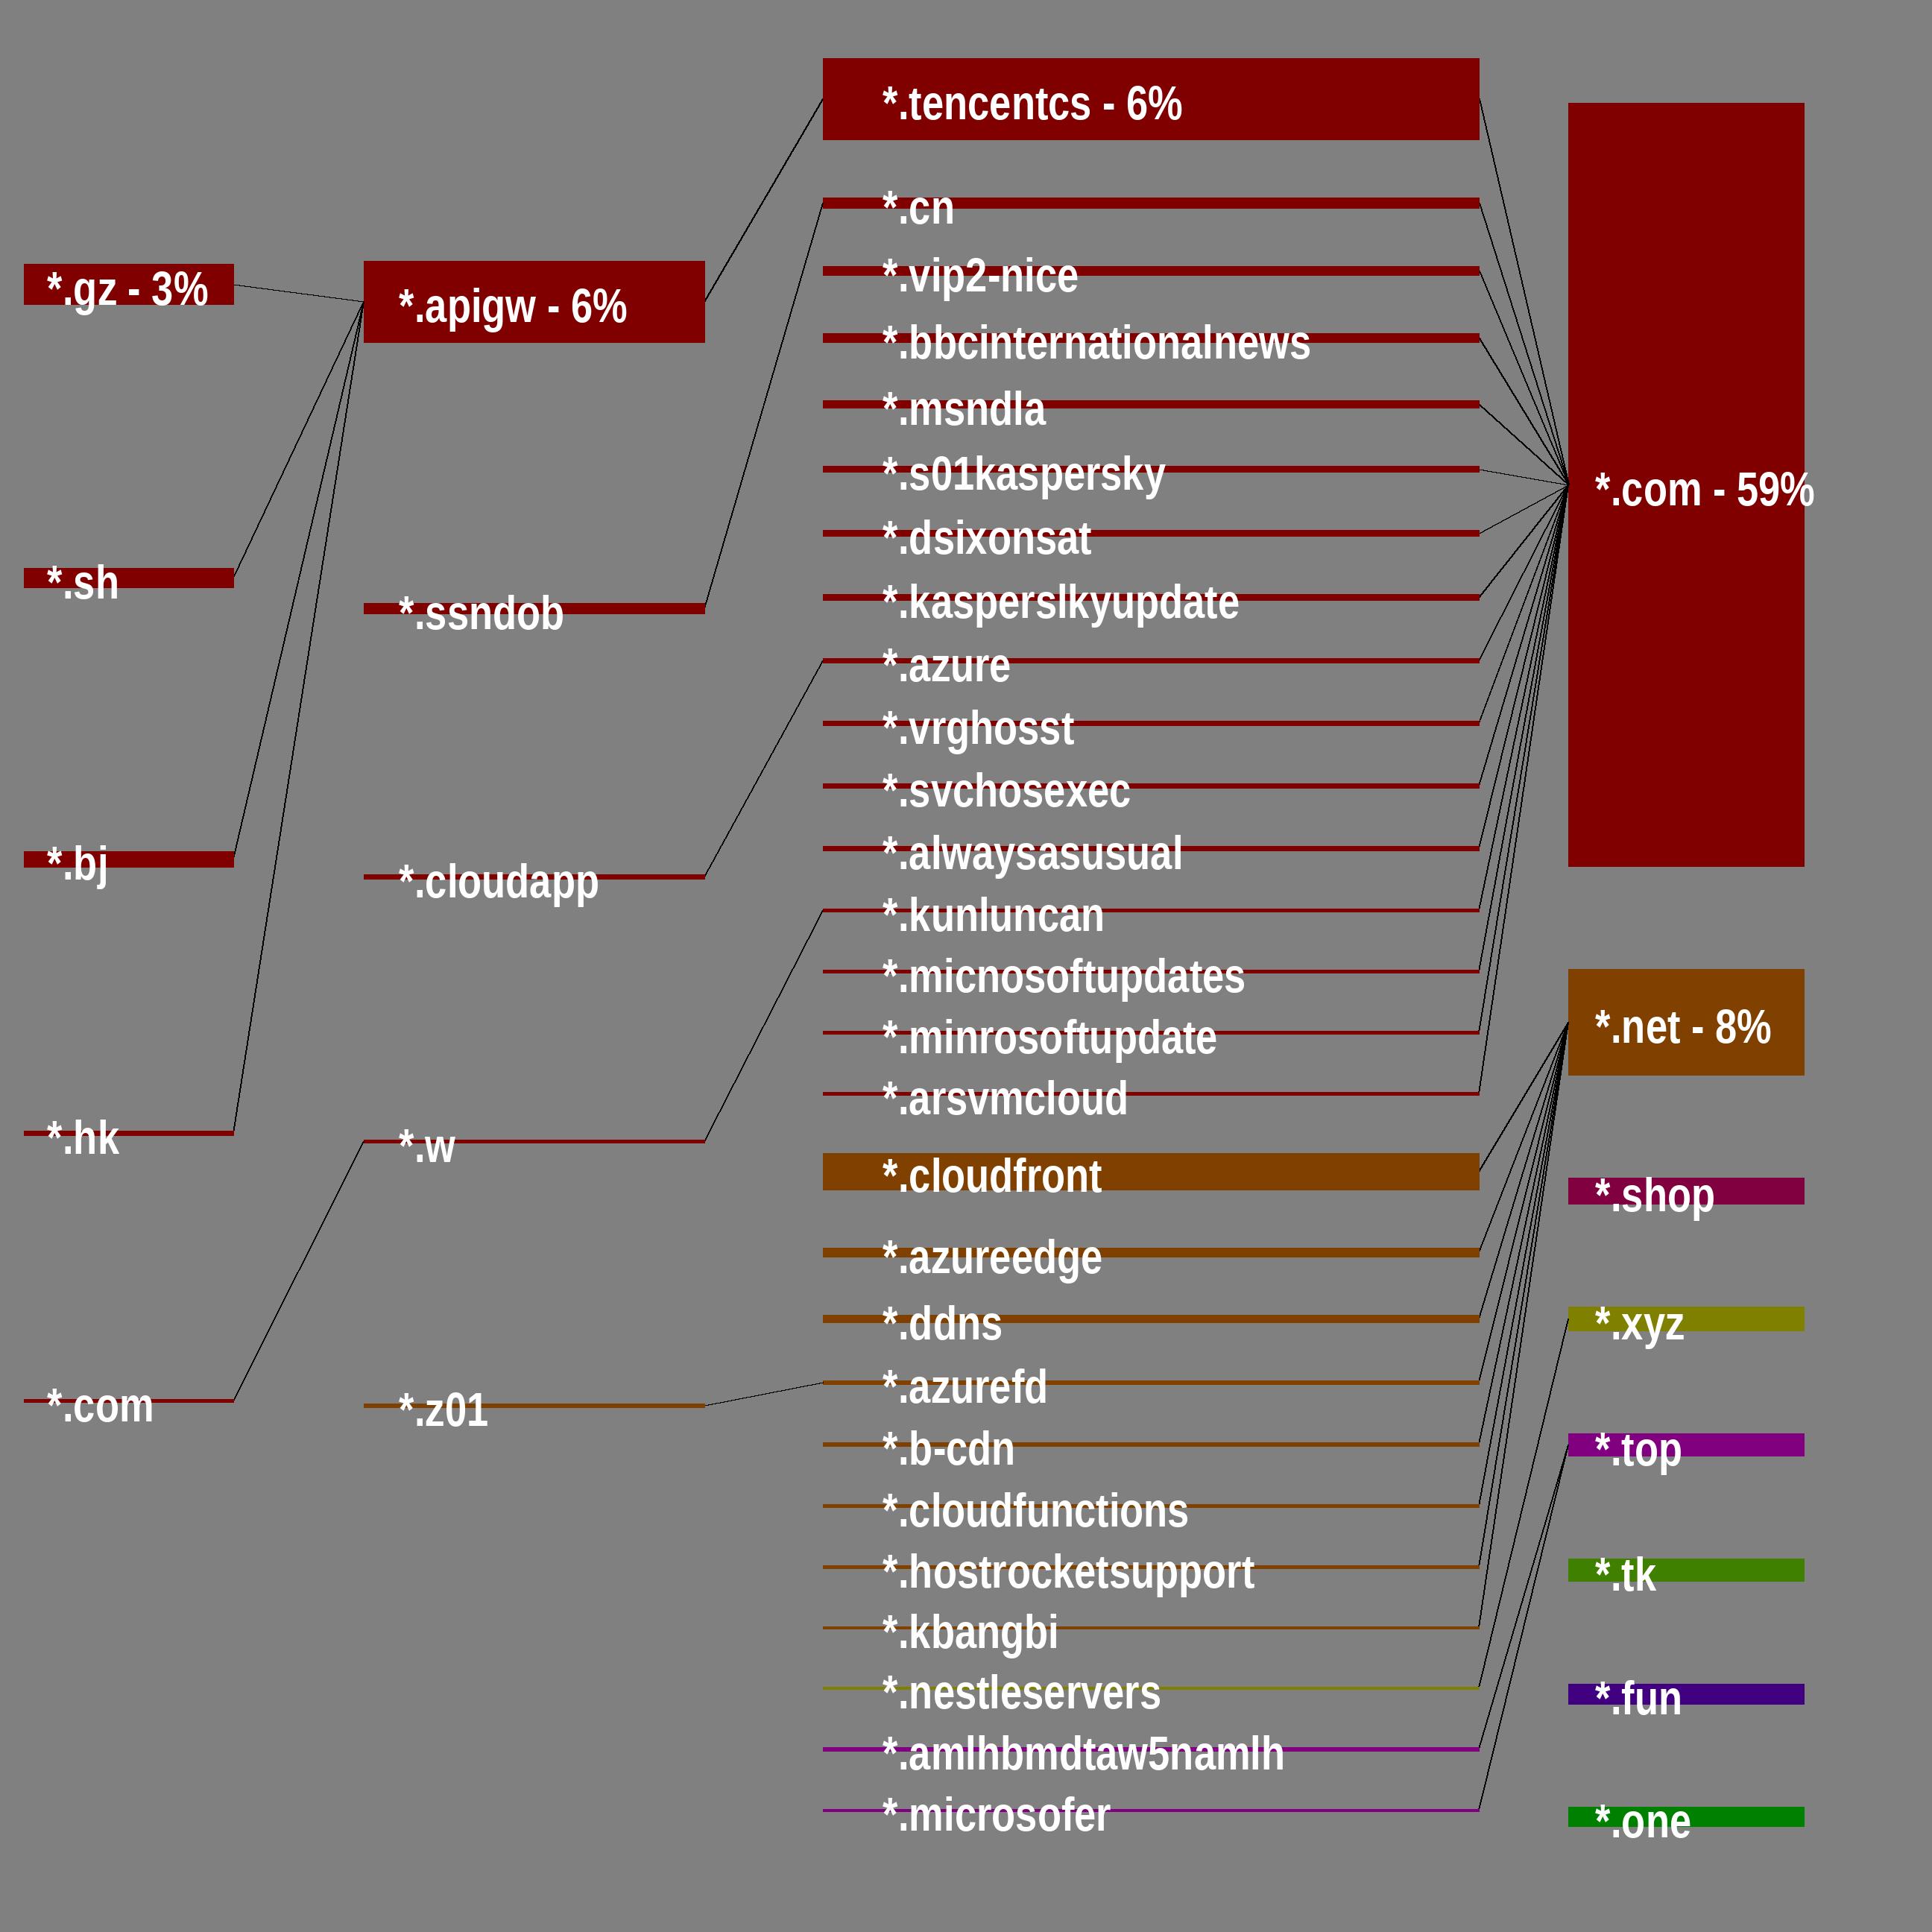 *.gz - 3%
*.sh
*.bj
*.hk
*.com
*.apigw - 6%
*.ssndob
*.cloudapp
*.w
*.z01
*.tencentcs - 6%
*.cn
*.vip2-nice
*.bbcinternationalnews
*.msndla
*.s01kaspersky
*.dsixonsat
*.kasperslkyupdate
*.azure
*.vrghosst
*.svchosexec
*.alwaysasusual
*.kunluncan
*.micnosoftupdates
*.minrosoftupdate
*.arsvmcloud
*.cloudfront
*.azureedge
*.ddns
*.azurefd
*.b-cdn
*.cloudfunctions
*.hostrocketsupport
*.kbangbi
*.nestleservers
*.amlhbmdtaw5namlh
*.microsofer
*.com - 59%
*.net - 8%
*.shop
*.xyz
*.top
*.tk
*.fun
*.one